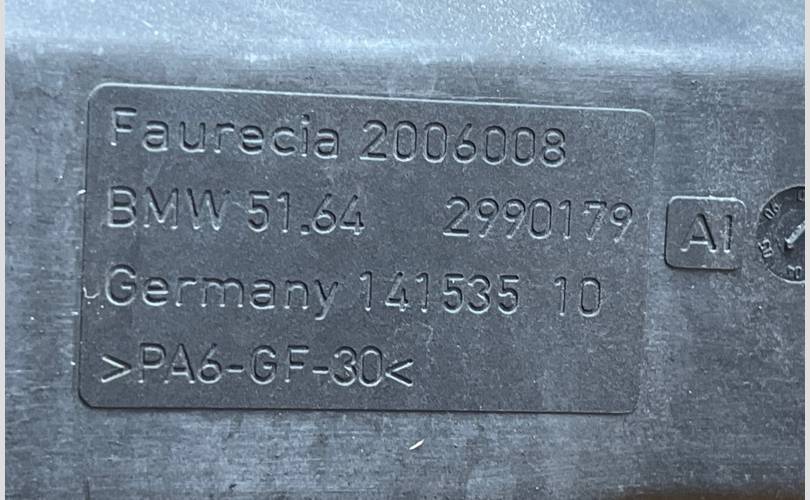 Faurecia 2006008
BMW 51.64 2990179
AI
Germany 141535 10
>PA6-GF-30<